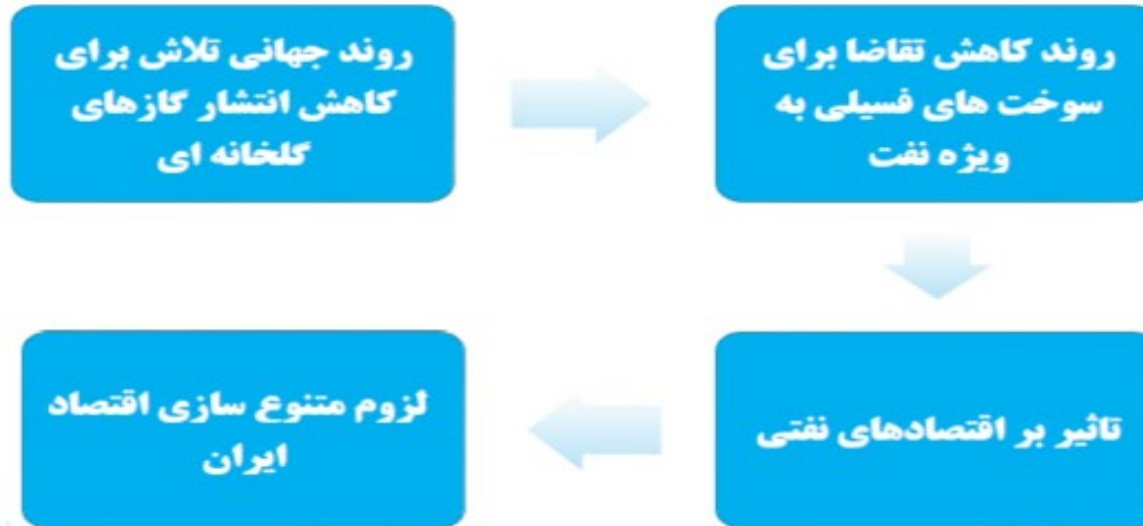 روند جهانی تلاش برای
کاهش انتشار گازهای
گلخانه ای
روند کاهش تقاضا برای
سوخت های فسیلی به
ویژه نفت
تاثیر بر اقتصادهای نفتی
لزوم متنوع سازی اقتصاد
ایران